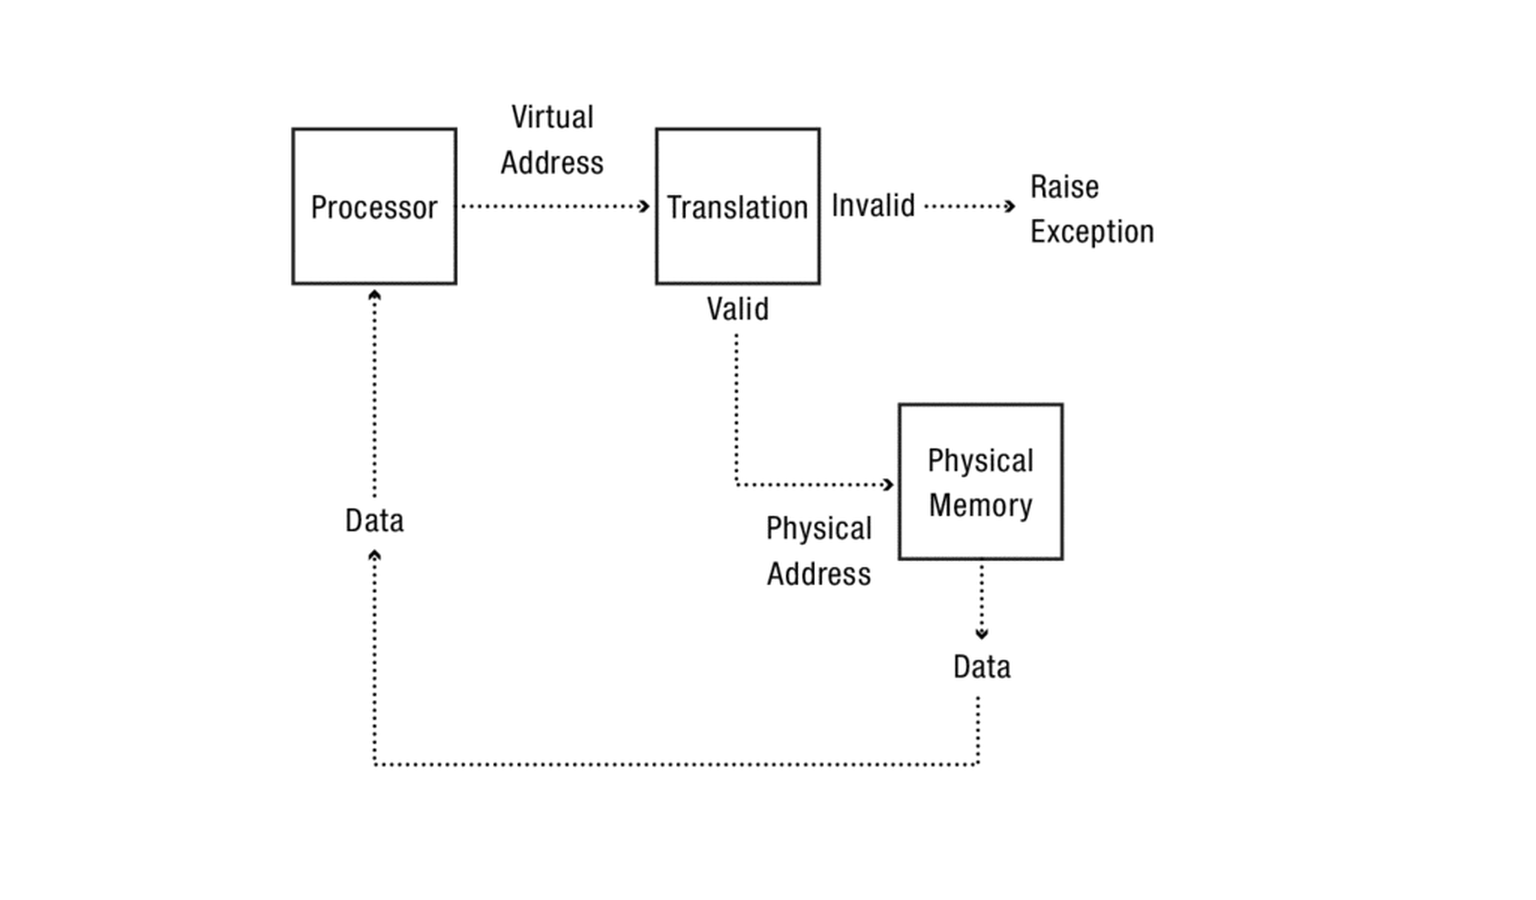 Virtual
Address
Processor
Translation
Invalid
Raise
Exception
Valid
Physical
Memory
Data
Physical
Address
Data